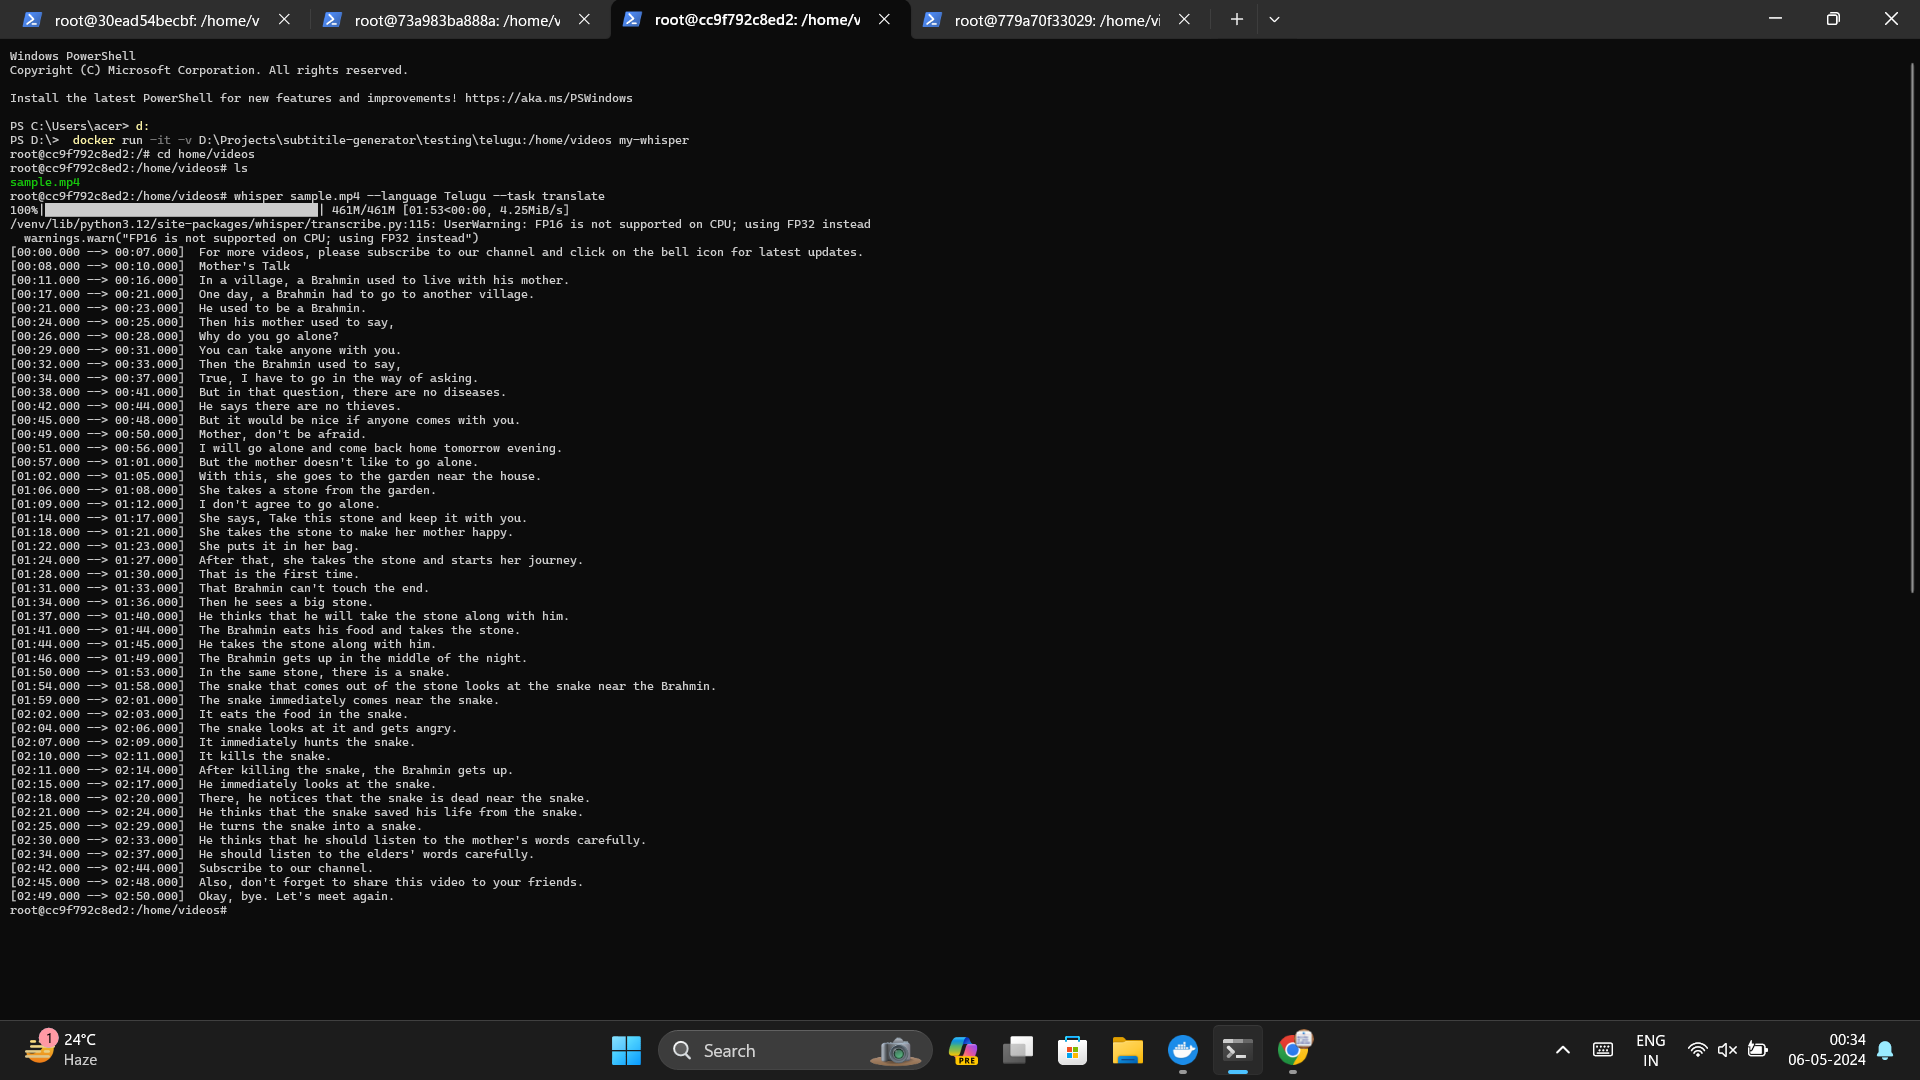 root@30ead54becbf: /home/v
root@73a983ba888a: /home/v
root@cc9f792c8ed2: /home/v
root@779a70f33029: /home/vi
Windows PowerShell
Copyright (C) Microsoft Corporation. All rights reserved.
Install the latest PowerShell for new features and improvements! https://aka.ms/PSWindows
PS C:\Users\acer> d:
PS D:\>  docker run -it -v D:\Projects\subtitile-generator\testing\telugu:/home/videos my-whisper
root@cc9f792c8ed2:/# cd home/videos
root@cc9f792c8ed2:/home/videos# ls
sample.mp4
root@cc9f792c8ed2:/home/videos# whisper sample.mp4 --language Telugu --task translate
100%| | 461M/461M [01:53<00:00, 4.25MiB/s]
/venv/lib/python3.12/site-packages/whisper/transcribe.py:115: UserWarning: FP16 is not supported on CPU; using FP32 instead
warnings.warn("FP16 is not supported on CPU; using FP32 instead")
[00:00.000 --> 00:07.000]  For more videos, please subscribe to our channel and click on the bell icon for latest updates.
[00:08.000 --> 00:10.000]  Mother's Talk
[00:11.000 --> 00:16.000]  In a village, a Brahmin used to live with his mother.
[00:17.000 --> 00:21.000]  One day, a Brahmin had to go to another village.
[00:21.000 --> 00:23.000]  He used to be a Brahmin.
[00:24.000 --> 00:25.000]  Then his mother used to say,
[00:26.000 --> 00:28.000]  Why do you go alone?
[00:29.000 --> 00:31.000]  You can take anyone with you.
[00:32.000 --> 00:33.000]  Then the Brahmin used to say,
[00:34.000 --> 00:37.000]  True, I have to go in the way of asking.
[00:38.000 --> 00:41.000]  But in that question, there are no diseases.
[00:42.000 --> 00:44.000]  He says there are no thieves.
[00:45.000 --> 00:48.000]  But it would be nice if anyone comes with you.
[00:49.000 --> 00:50.000]  Mother, don't be afraid.
[00:51.000 --> 00:56.000]  I will go alone and come back home tomorrow evening.
[00:57.000 --> 01:01.000]  But the mother doesn't like to go alone.
[01:02.000 --> 01:05.000]  With this, she goes to the garden near the house.
[01:06.000 --> 01:08.000]  She takes a stone from the garden.
[01:09.000 --> 01:12.000]  I don't agree to go alone.
[01:14.000 --> 01:17.000]  She says, Take this stone and keep it with you.
[01:18.000 --> 01:21.000]  She takes the stone to make her mother happy.
[01:22.000 --> 01:23.000]  She puts it in her bag.
[01:24.000 --> 01:27.000]  After that, she takes the stone and starts her journey.
[01:28.000 --> 01:30.000]  That is the first time.
[01:31.000 --> 01:33.000]  That Brahmin can't touch the end.
[01:34.000 --> 01:36.000]  Then he sees a big stone.
[01:37.000 --> 01:40.000]  He thinks that he will take the stone along with him.
[01:41.000 --> 01:44.000]  The Brahmin eats his food and takes the stone.
[01:44.000 --> 01:45.000]  He takes the stone along with him.
[01:46.000 --> 01:49.000]  The Brahmin gets up in the middle of the night.
[01:50.000 --> 01:53.000]  In the same stone, there is a snake.
[01:54.000 --> 01:58.000]  The snake that comes out of the stone looks at the snake near the Brahmin.
[01:59.000 --> 02:01.000]  The snake immediately comes near the snake.
[02:02.000 --> 02:03.000]  It eats the food in the snake.
[02:04.000 --> 02:06.000]  The snake looks at it and gets angry.
[02:07.000 --> 02:09.000]  It immediately hunts the snake.
[02:10.000 --> 02:11.000]  It kills the snake.
[02:11.000 --> 02:14.000]  After killing the snake, the Brahmin gets up.
[02:15.000 --> 02:17.000]  He immediately looks at the snake.
[02:18.000 --> 02:20.000]  There, he notices that the snake is dead near the snake.
[02:21.000 --> 02:24.000]  He thinks that the snake saved his life from the snake.
[02:25.000 --> 02:29.000]  He turns the snake into a snake.
[02:30.000 --> 02:33.000]  He thinks that he should listen to the mother's words carefully.
[02:34.000 --> 02:37.000]  He should listen to the elders' words carefully.
[02:42.000 --> 02:44.000]  Subscribe to our channel.
[02:45.000 --> 02:48.000]  Also, don't forget to share this video to your friends.
[02:49.000 --> 02:50.000]  Okay, bye. Let's meet again.
root@cc9f792c8ed2:/home/videos#
1
24°C
Haze
Search
PRE
ENG
IN
00:34
06-05-2024